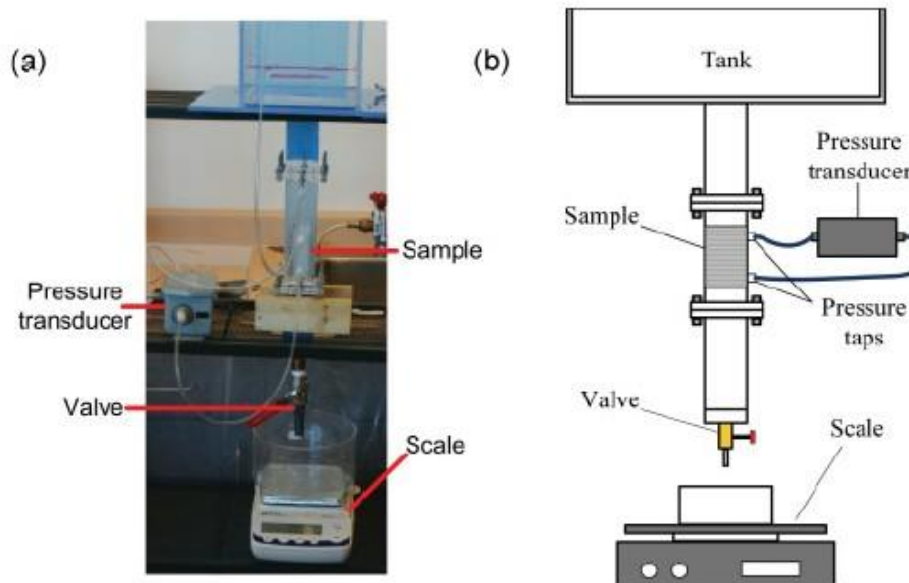 (a)
Sample
Pressure
transducer
Valve
Scale
(b)
Tank
Pressure
transducer
Sample
Pressure
taps
Valve
Scale